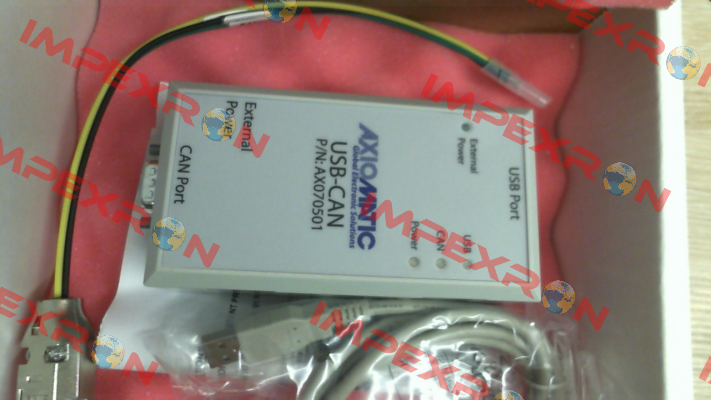 IMPEXRON
IMPEXRON
IMPEXRON
IMPEXRON
IMPEXRON
IMPEXRON
IMPEXRON
External
Power
CAN Port
AXIOMATIC
Global Electronic Solutions
USB-CAN
P/N: AX070501
USB Port
External
Power
USB
CAN
Power